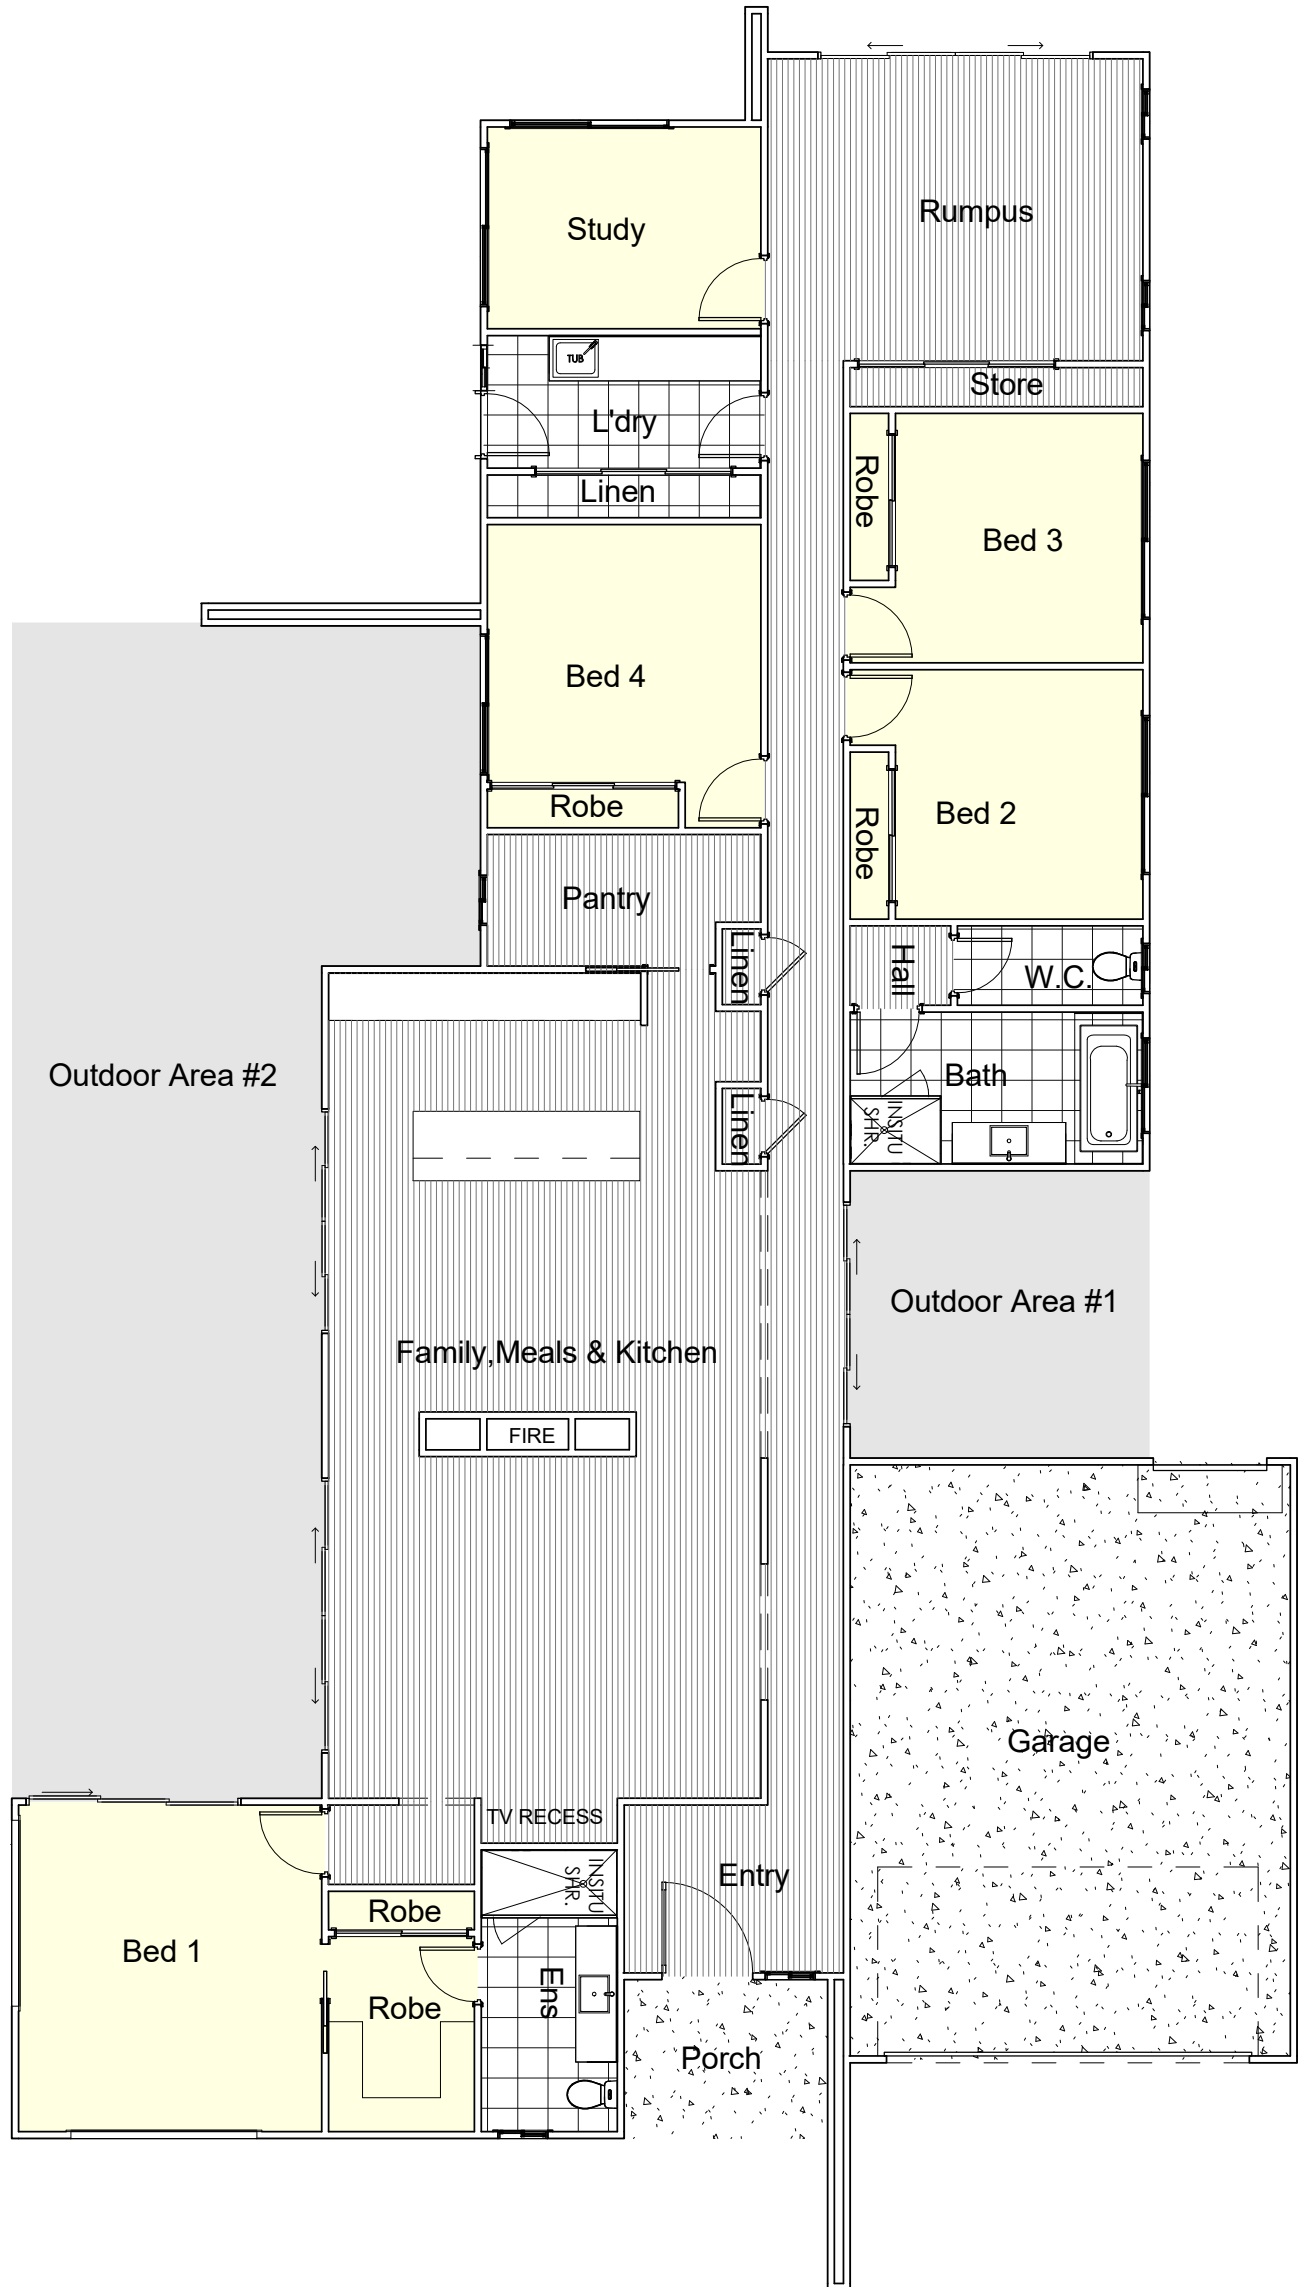 Rumpus
Study
TUB
Store
L'dry
Robe
Linen
Bed 3
Bed 4
Robe
Bed 2
Robe
Pantry
Linen
Hall
W.C.
Outdoor Area #2
Bath
Linen
INSITU
SHR.
Outdoor Area #1
Family,Meals & Kitchen
FIRE
Garage
TV RECESS
Entry
INSITU
SHR.
Robe
Bed 1
Ens
Robe
Porch